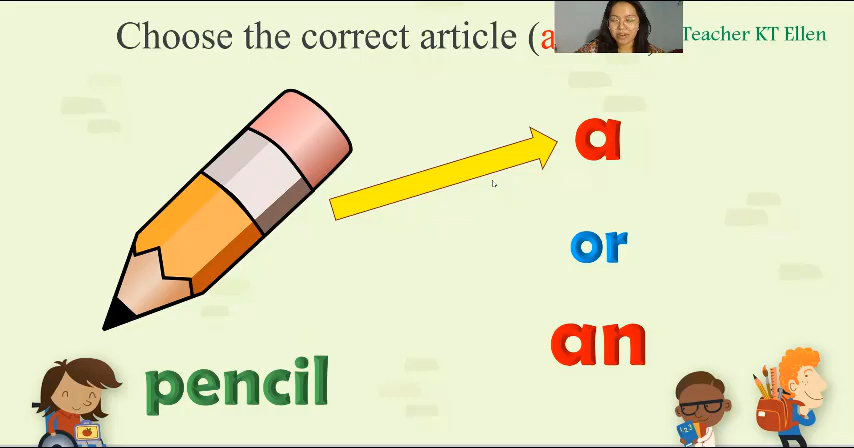 Choose the correct article (a
Teacher KT Ellen
a
or
an
pencil